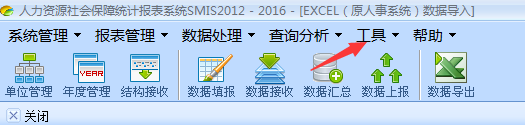 人力资源社会保障统计报表系统SMIS2012 - 2016 - [EXCEL（原人事系统）数据导入]
系统管理 报表管理 数据处理 查询分析 工具 帮助
YEAR
单位管理 年度管理 结构接收 数据填报 数据接收 数据汇总 数据上报 数据导出
关闭